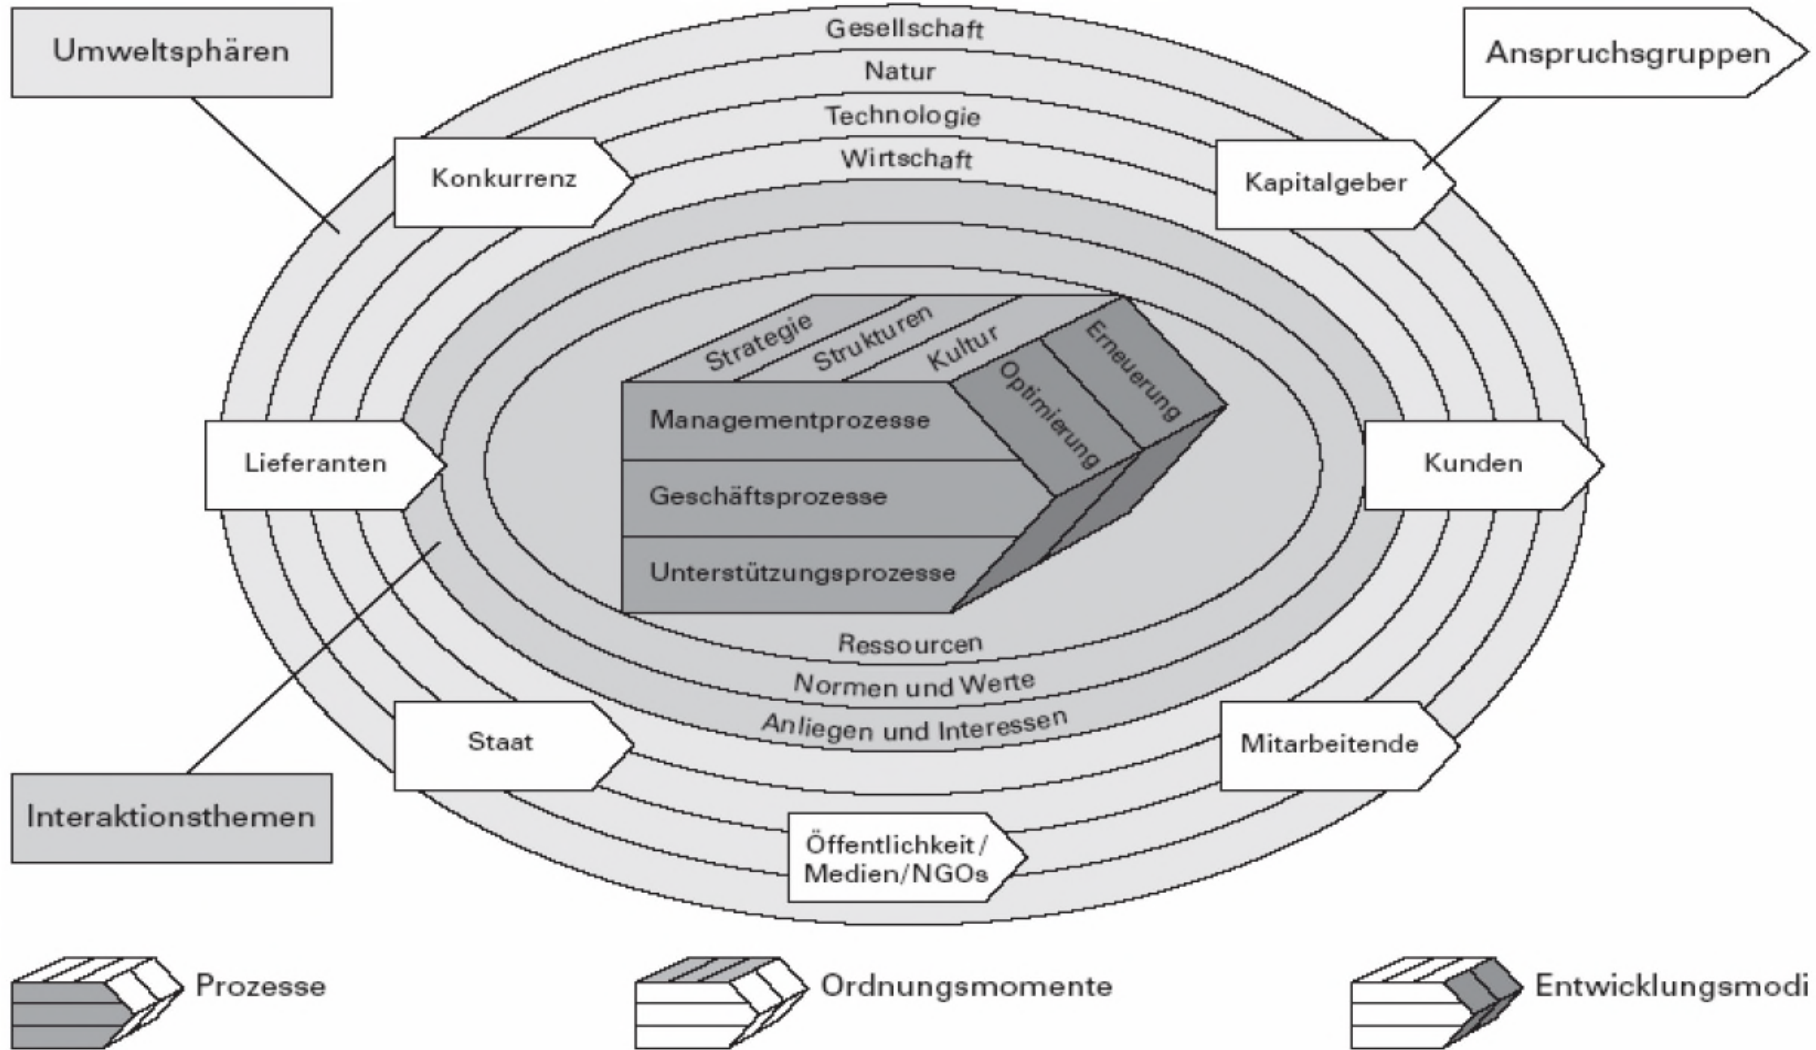 Umweltsphären
Gesellschaft
Natur
Technologie
Wirtschaft
Anspruchsgruppen
Konkurrenz
Kapitalgeber
Strategie
Strukturen
Kultur
Erneuerung
Optimierung
Managementprozesse
Geschäftsprozesse
Unterstützungsprozesse
Lieferanten
Kunden
Ressourcen
Normen und Werte
Anliegen und Interessen
Staat
Mitarbeitende
Interaktionsthemen
Öffentlichkeit/
Medien/NGOs
Prozesse
Ordnungsmomente
Entwicklungsmodi